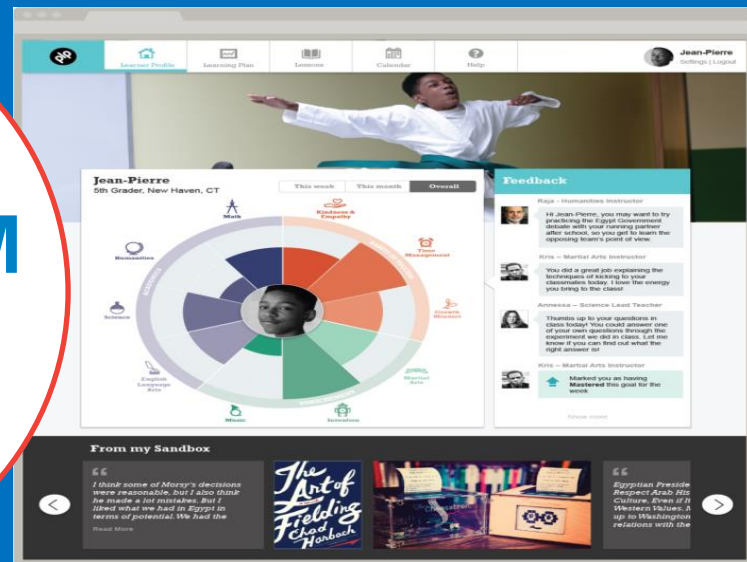 M
plp
Learner Profile
Learning Plan
Lessons
Calendar
Help
Jean-Pierre
Settings | Logout
Jean-Pierre
5th Grader, New Haven, CT
This week
This month
Overall
Math
Kindness &
Empathy
Time
Management
Growth
Mindset
Martial
Arts
Invention
Music
English
Language
Arts
Science
Humanities
ACADEMICS
Feedback
Raja - Humanities Instructor
Hi Jean-Pierre, you may want to try
practicing the Egypt Government
debate with your running partner
after school, so you get to learn the
opposing team's point of view.
Kris – Martial Arts Instructor
You did a great job explaining the
techniques of kicking to your
classmates today. I love the energy
you bring to the class!
Annessa – Science Lead Teacher
Thumbs up to your questions in
class today! You could answer one
of your own questions through the
experiment we did in class. Let me
know if you can find out what the
right answer is!
Kris – Martial Arts Instructor
Marked you as having
Mastered this goal for the
week
Show more
From my Sandbox
I think some of Morsy's decisions
were reasonable, but I also think
he made a lot mistakes. But I
liked what we had in Egypt in
terms of potential. We had the
Read More
The
Art of
Fielding
Chad
Harbach
Egyptian Preside
Respect Arab His
Culture, Even if It
Western Values. M
up to Washington
relations with the